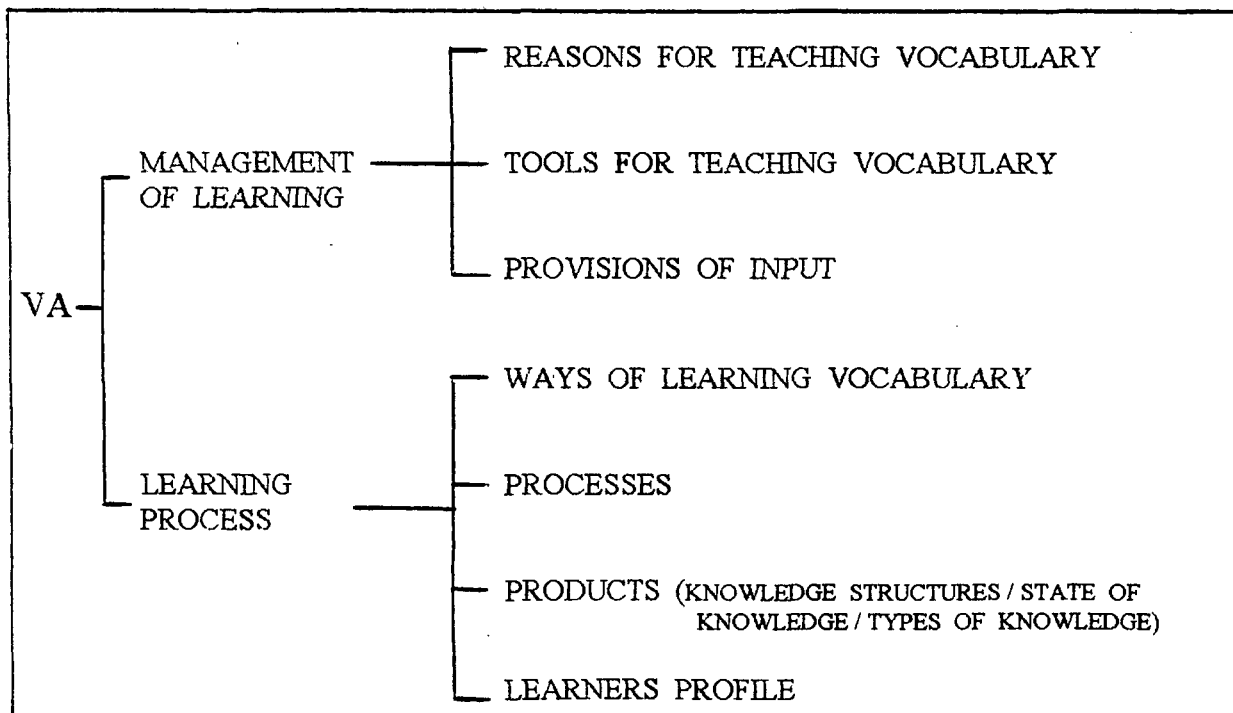 REASONS FOR TEACHING VOCABULARY
MANAGEMENT
OF LEARNING
TOOLS FOR TEACHING VOCABULARY
PROVISIONS OF INPUT
VA
WAYS OF LEARNING VOCABULARY
LEARNING
PROCESS
PROCESSES
PRODUCTS (KNOWLEDGE STRUCTURES / STATE OF
KNOWLEDGE / TYPES OF KNOWLEDGE)
LEARNERS PROFILE